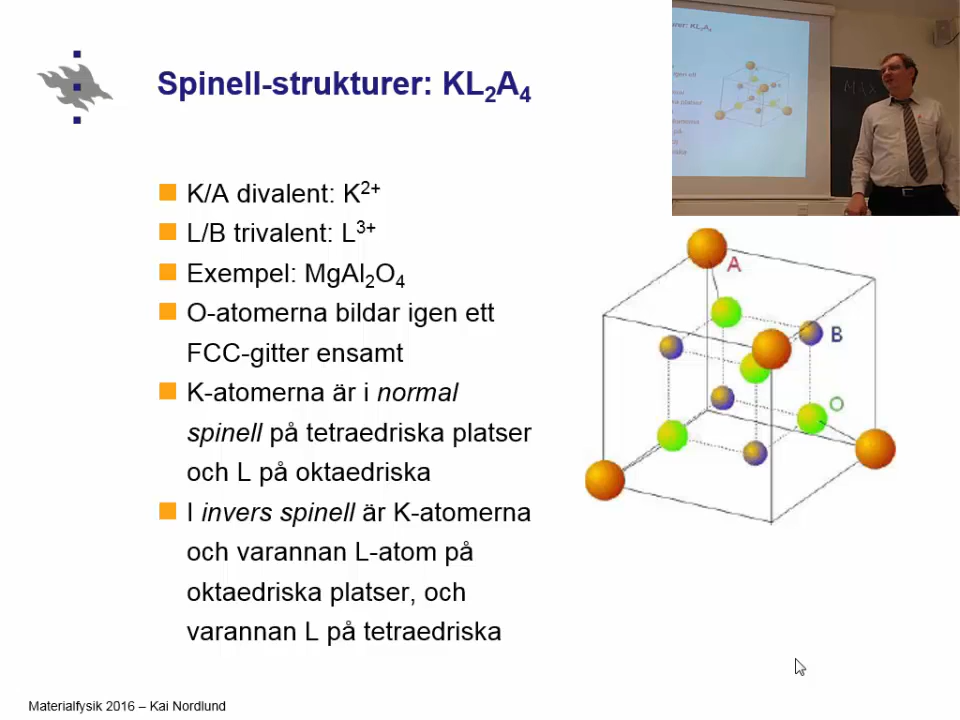 Spinell-strukturer: KL₂A₄
K/A divalent: K²⁺
L/B trivalent: L³⁺
Exempel: MgAl₂O₄
O-atomerna bildar igen ett
FCC-gitter ensamt
K-atomerna är i normal
spinell på tetraedriska platser
och L på oktaedriska
I invers spinell är K-atomerna
och varannan L-atom på
oktaedriska platser, och
varannan L på tetraedriska
A
B
O
MAX
Materialfysik 2016 – Kai Nordlund